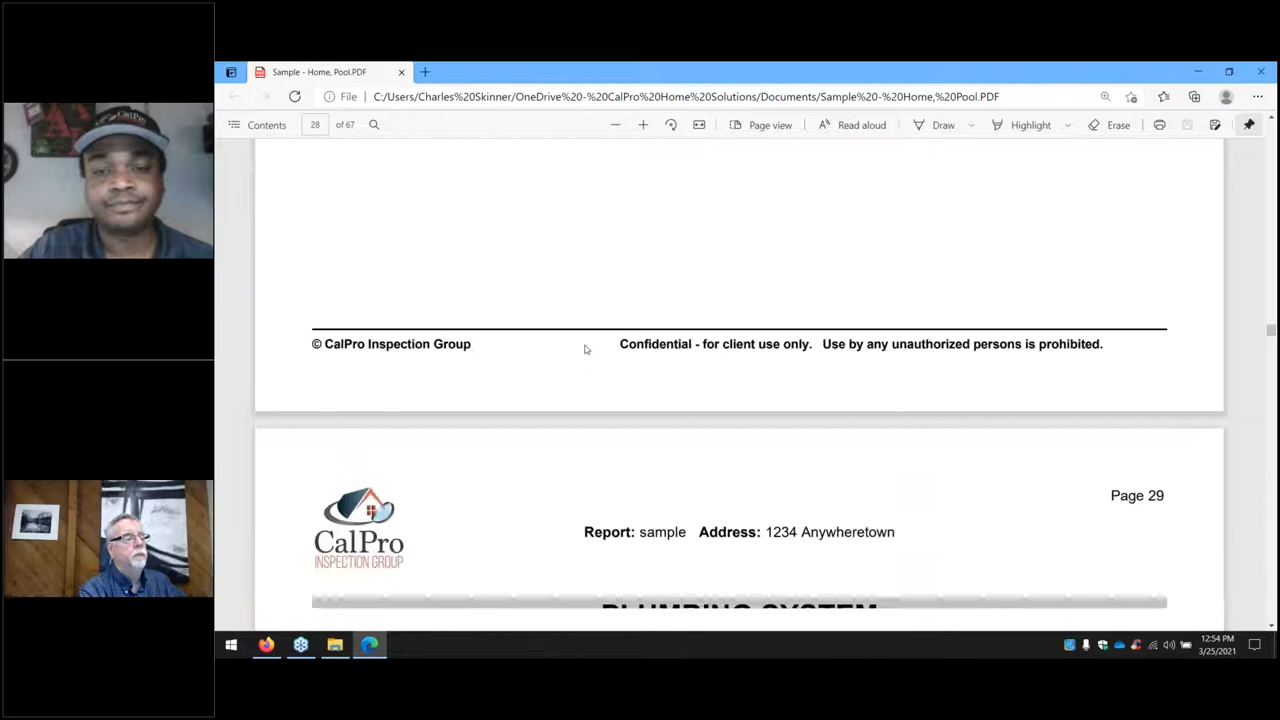 CalPro
Sample - Home, Pool.PDF
File
C:/Users/Charles%20Skinner/OneDrive%20-%20CalPro%20Home%20Solutions/Documents/Sample%20-%20Home,%20Pool.PDF
Contents 28 of 67 Page view Read aloud Draw Highlight Erase
© CalPro Inspection Group Confidential - for client use only. Use by any unauthorized persons is prohibited.
Page 29
Report: sample Address: 1234 Anywheretown
CalPro
INSPECTION GROUP
PLUMBING SYSTEM
12:54 PM
3/25/2021